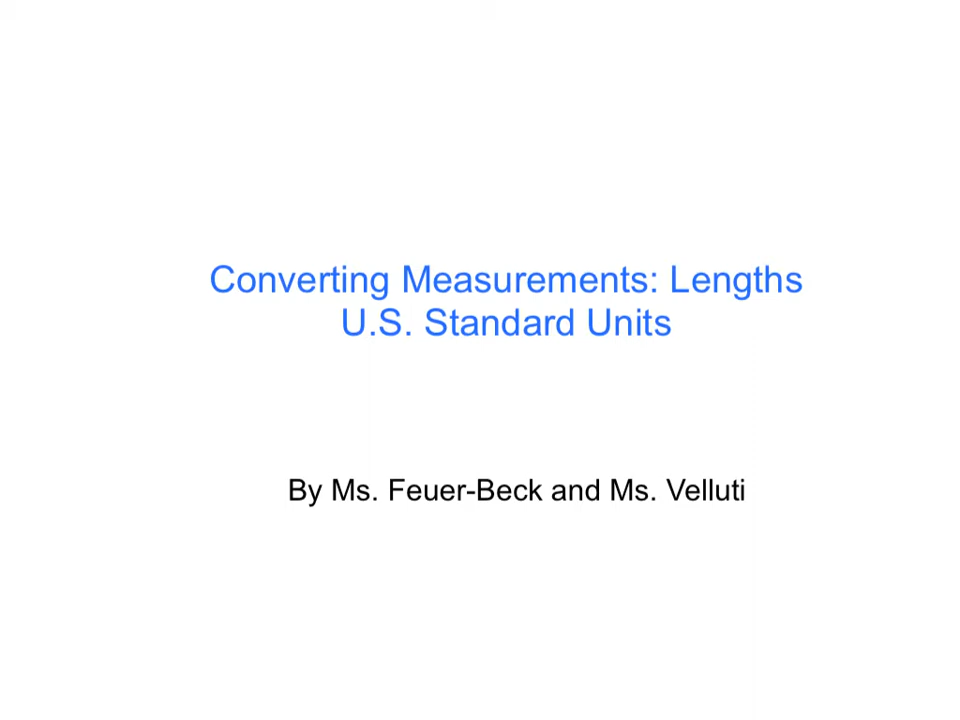 Converting Measurements: Lengths
U.S. Standard Units
By Ms. Feuer-Beck and Ms. Velluti